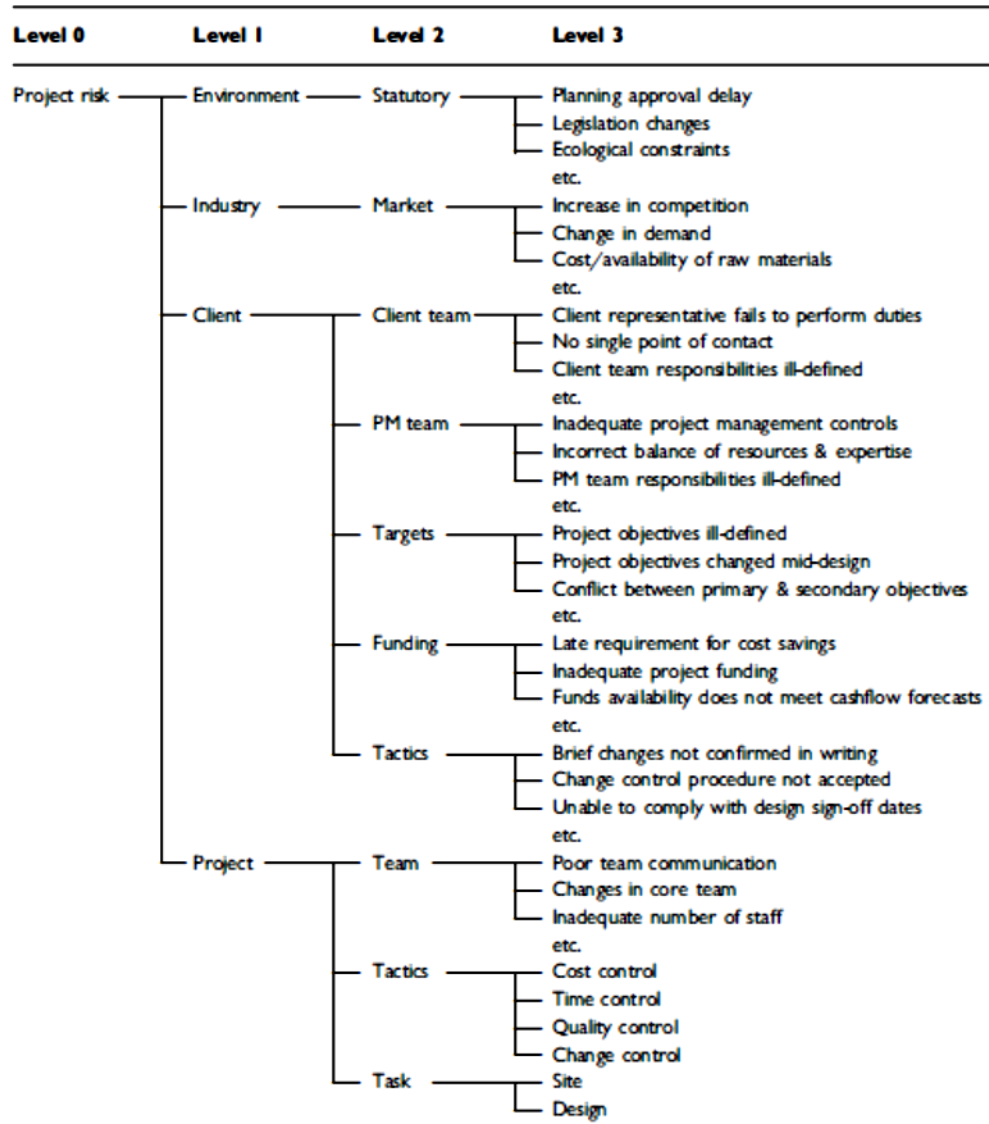 Level 0 Level 1 Level 2 Level 3
Project risk Environment Statutory Planning approval delay
Legislation changes
Ecological constraints
etc.
Industry Market Increase in competition
Change in demand
Cost/availability of raw materials
etc.
Client Client team Client representative fails to perform duties
No single point of contact
Client team responsibilities ill-defined
etc.
PM team Inadequate project management controls
Incorrect balance of resources & expertise
PM team responsibilities ill-defined
etc.
Targets Project objectives ill-defined
Project objectives changed mid-design
Conflict between primary & secondary objectives
etc.
Funding Late requirement for cost savings
Inadequate project funding
Funds availability does not meet cashflow forecasts
etc.
Tactics Brief changes not confirmed in writing
Change control procedure not accepted
Unable to comply with design sign-off dates
etc.
Project Team Poor team communication
Changes in core team
Inadequate number of staff
etc.
Tactics Cost control
Time control
Quality control
Change control
Task Site
Design